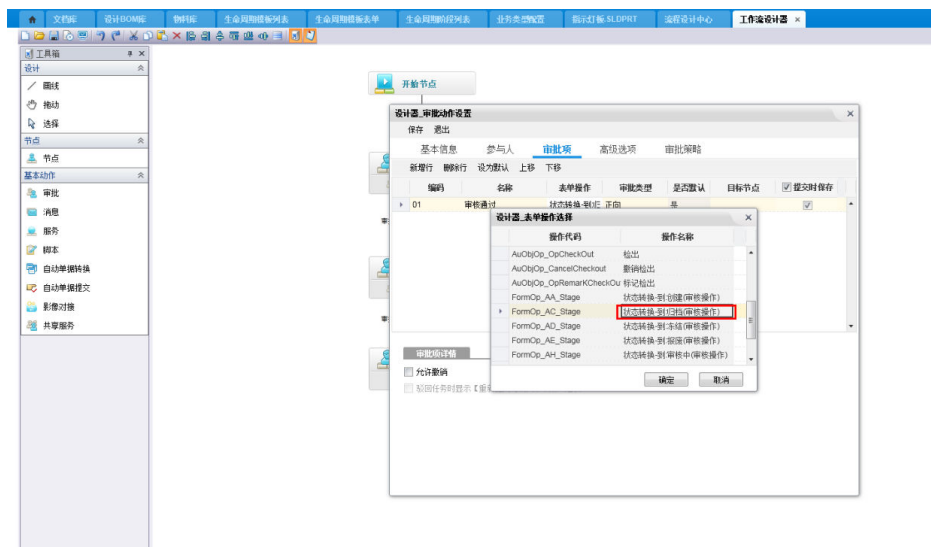 文档库 设计BOM库 物料库 生命周期模板列表 生命周期模板表单 生命周期阶段列表 业务类型配置 指示灯板.SLDPRT 流程设计中心 工作流设计器 ×
工具箱
设计
画线
拖动
选择
节点
节点
基本动作
审批
消息
服务
脚本
自动单据转换
自动单据提交
影像对接
共享服务
开始节点
设计器_审批动作设置
保存 退出
基本信息 参与人 审批项 高级选项 审批策略
新增行 删除行 设为默认 上移 下移
编码 名称 表单操作 审批类型 是否默认 目标节点 提交时保存
01 审核通过 状态转换-到:归 正向 是
设计器_表单操作选择
操作代码 操作名称
AuObjOp_OpCheckOut 检出
AuObjOp_CancelCheckout 撤销检出
AuObjOp_OpRemarkKCheckOu 标记检出
FormOp_AA_Stage 状态转换-到:创建(审核操作)
FormOp_AC_Stage 状态转换-到:归档(审核操作)
FormOp_AD_Stage 状态转换-到:冻结(审核操作)
FormOp_AE_Stage 状态转换-到:报废(审核操作)
FormOp_AH_Stage 状态转换-到:审核中(审核操作)
确定 取消
审批项详情
允许撤销
驳回任务时显示【重